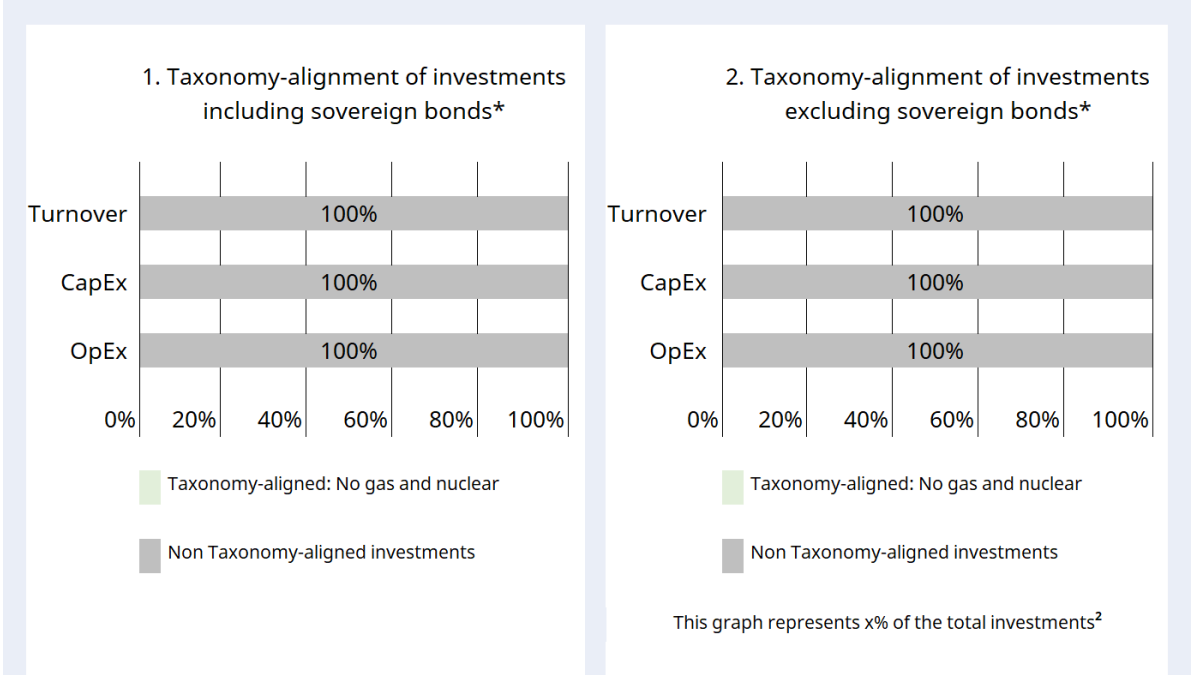 1. Taxonomy-alignment of investments
including sovereign bonds*
Turnover 100%
CapEx 100%
OpEx 100%
0% 20% 40% 60% 80% 100%
Taxonomy-aligned: No gas and nuclear
Non Taxonomy-aligned investments
2. Taxonomy-alignment of investments
excluding sovereign bonds*
Turnover 100%
CapEx 100%
OpEx 100%
0% 20% 40% 60% 80% 100%
Taxonomy-aligned: No gas and nuclear
Non Taxonomy-aligned investments
This graph represents x% of the total investments²